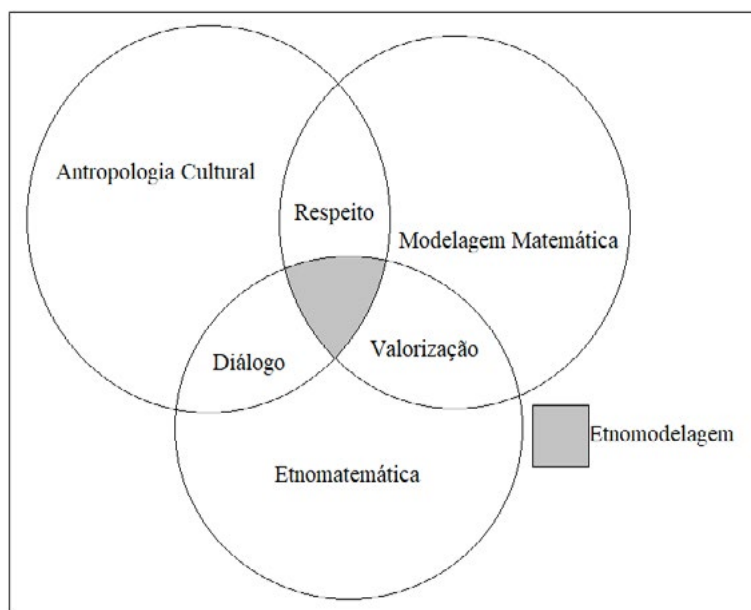 Antropologia Cultural
Respeito
Modelagem Matemática
Diálogo
Valorização
Etnomodelagem
Etnomatemática